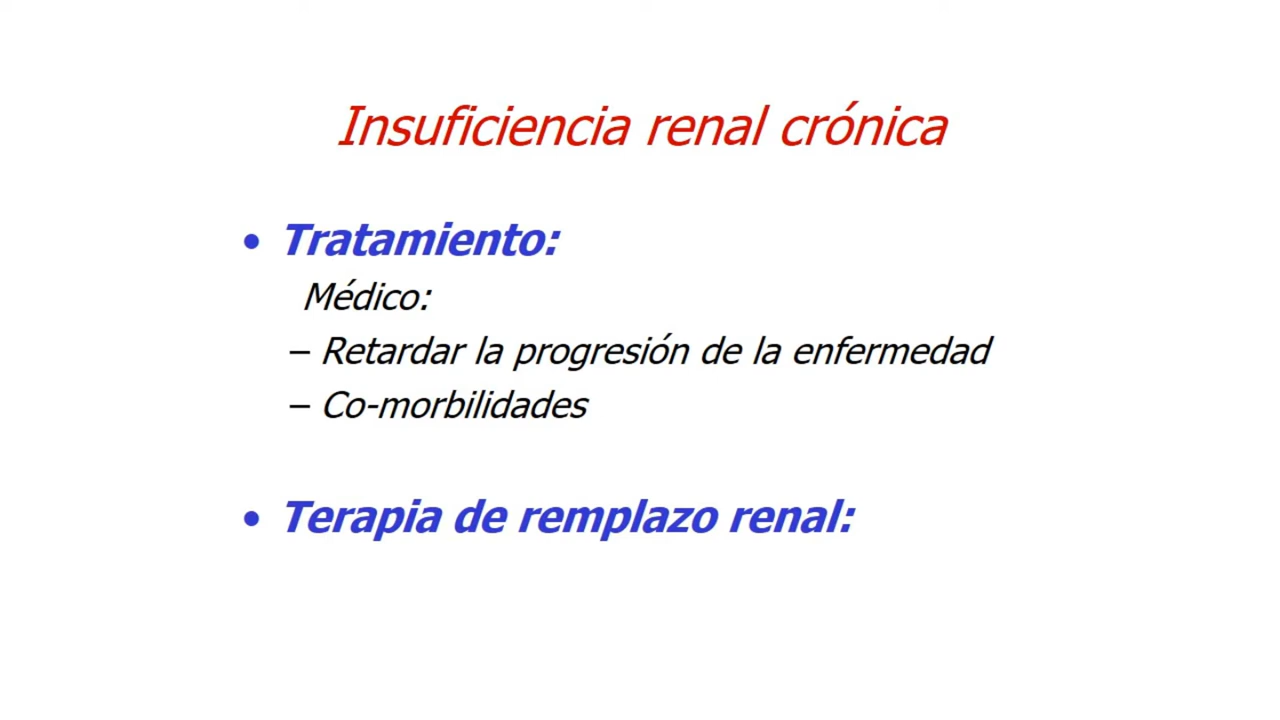 Insuficiencia renal crónica
• Tratamiento:
Médico:
– Retardar la progresión de la enfermedad
– Co-morbilidades
• Terapia de remplazo renal: